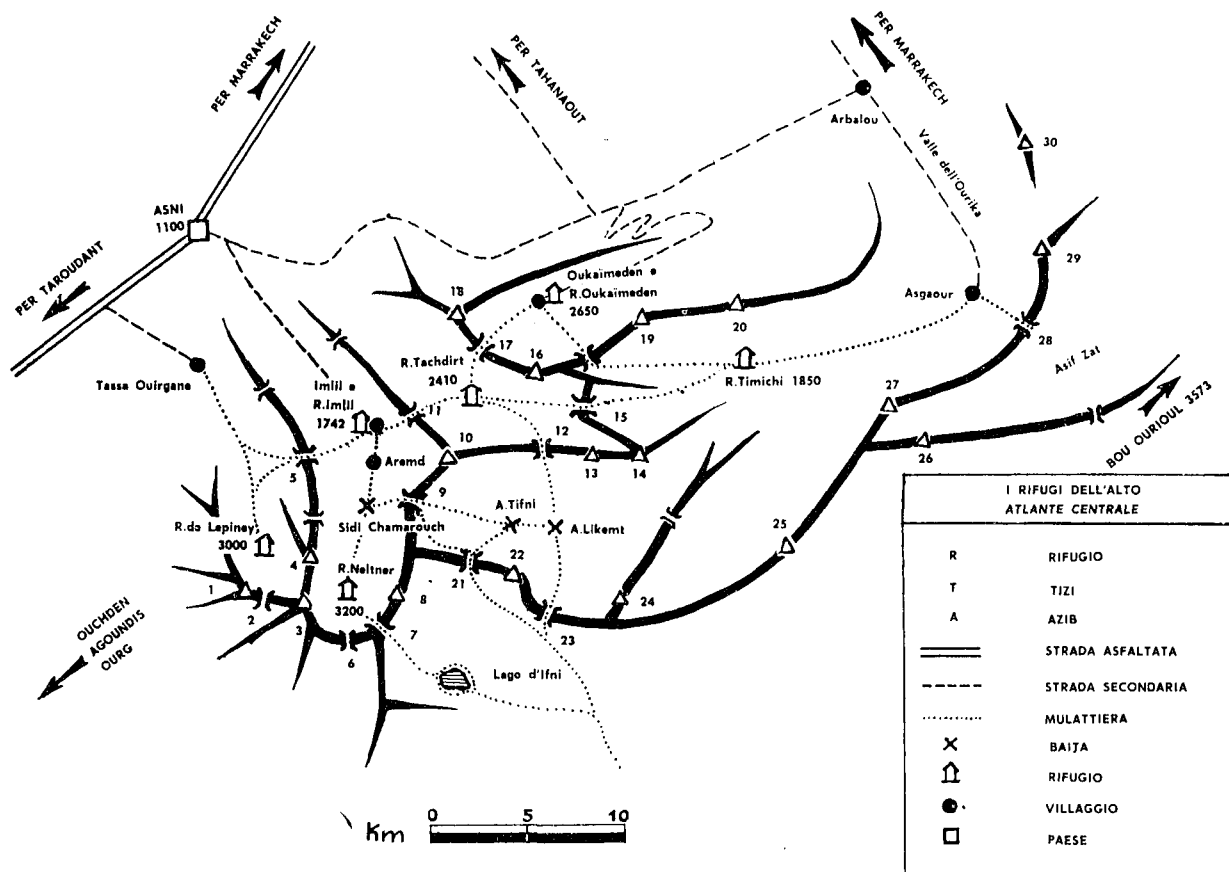 PER MARRAKECH
PER TAHANAOUT
PER MARRAKECH
Arbalou
Valle dell'Ourika
30
ASNI
1100
PER TAROUDANT
29
Oukaïmeden e
R.Oukaïmeden
2650
18
19
20
Asgaour
17
16
28
R.Tachdirt
2410
R.Timichi 1850
Asif Zat
Tassa Ouirgane
Imlil e
R.Imlil
1742
11
15
27
BOU OURIOUL 3573
10
12
13
14
26
5
Aremd
9
A.Tifni
A.Likemt
Sidi Chamarouch
R.de Lepiney
3000
25
4
R.Neltner
3200
22
21
1
2
3
8
24
23
6
7
OUCHDEN
AGOUNDIS
OURG
Lago d'Ifni
Km
0 5 10
I RIFUGI DELL'ALTO
ATLANTE CENTRALE
R RIFUGIO
T TIZI
A AZIB
STRADA ASFALTATA
STRADA SECONDARIA
MULATTIERA
BAITA
RIFUGIO
VILLAGGIO
PAESE